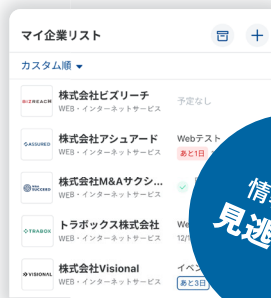 マイ企業リスト
カスタム順
BIZREACH
株式会社ビズリーチ
WEB・インターネットサービス
予定なし
ASSURED
株式会社アシュアード
WEB・インターネットサービス
Webテスト
あと1日
M&A SUCCEED
株式会社M&Aサクシ...
WEB・インターネットサービス
TRABOX
トラボックス株式会社
WEB・インターネットサービス
We
12/1
VISIONAL
株式会社Visional
WEB・インターネットサービス
イベン
あと3日
情
見逃